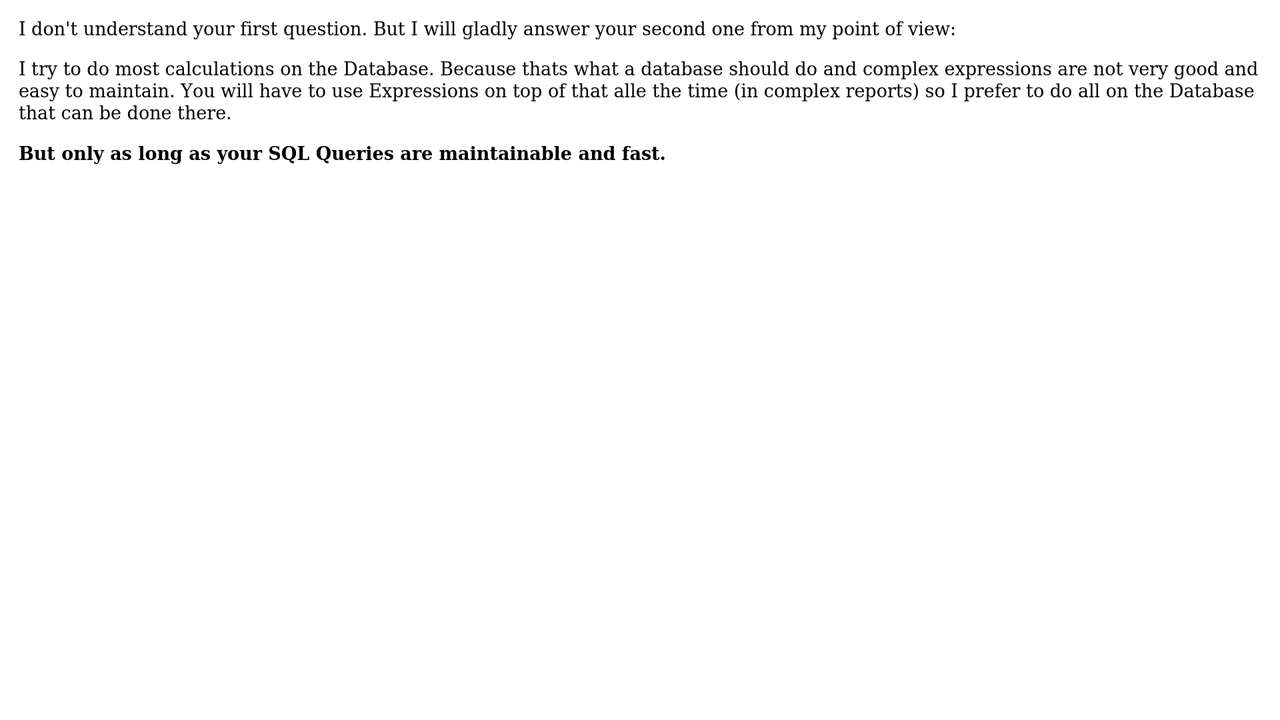 I don't understand your first question. But I will gladly answer your second one from my point of view:
I try to do most calculations on the Database. Because thats what a database should do and complex expressions are not very good and
easy to maintain. You will have to use Expressions on top of that alle the time (in complex reports) so I prefer to do all on the Database
that can be done there.
But only as long as your SQL Queries are maintainable and fast.